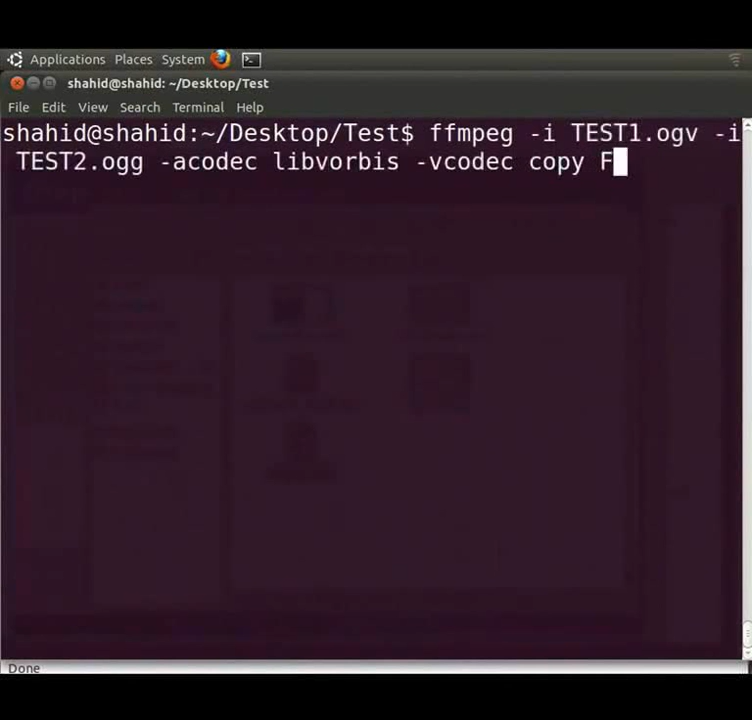 Applications Places System
shahid@shahid: ~/Desktop/Test
File Edit View Search Terminal Help
shahid@shahid:~/Desktop/Test$ ffmpeg -i TEST1.ogv -i
TEST2.ogg -acodec libvorbis -vcodec copy F
Done